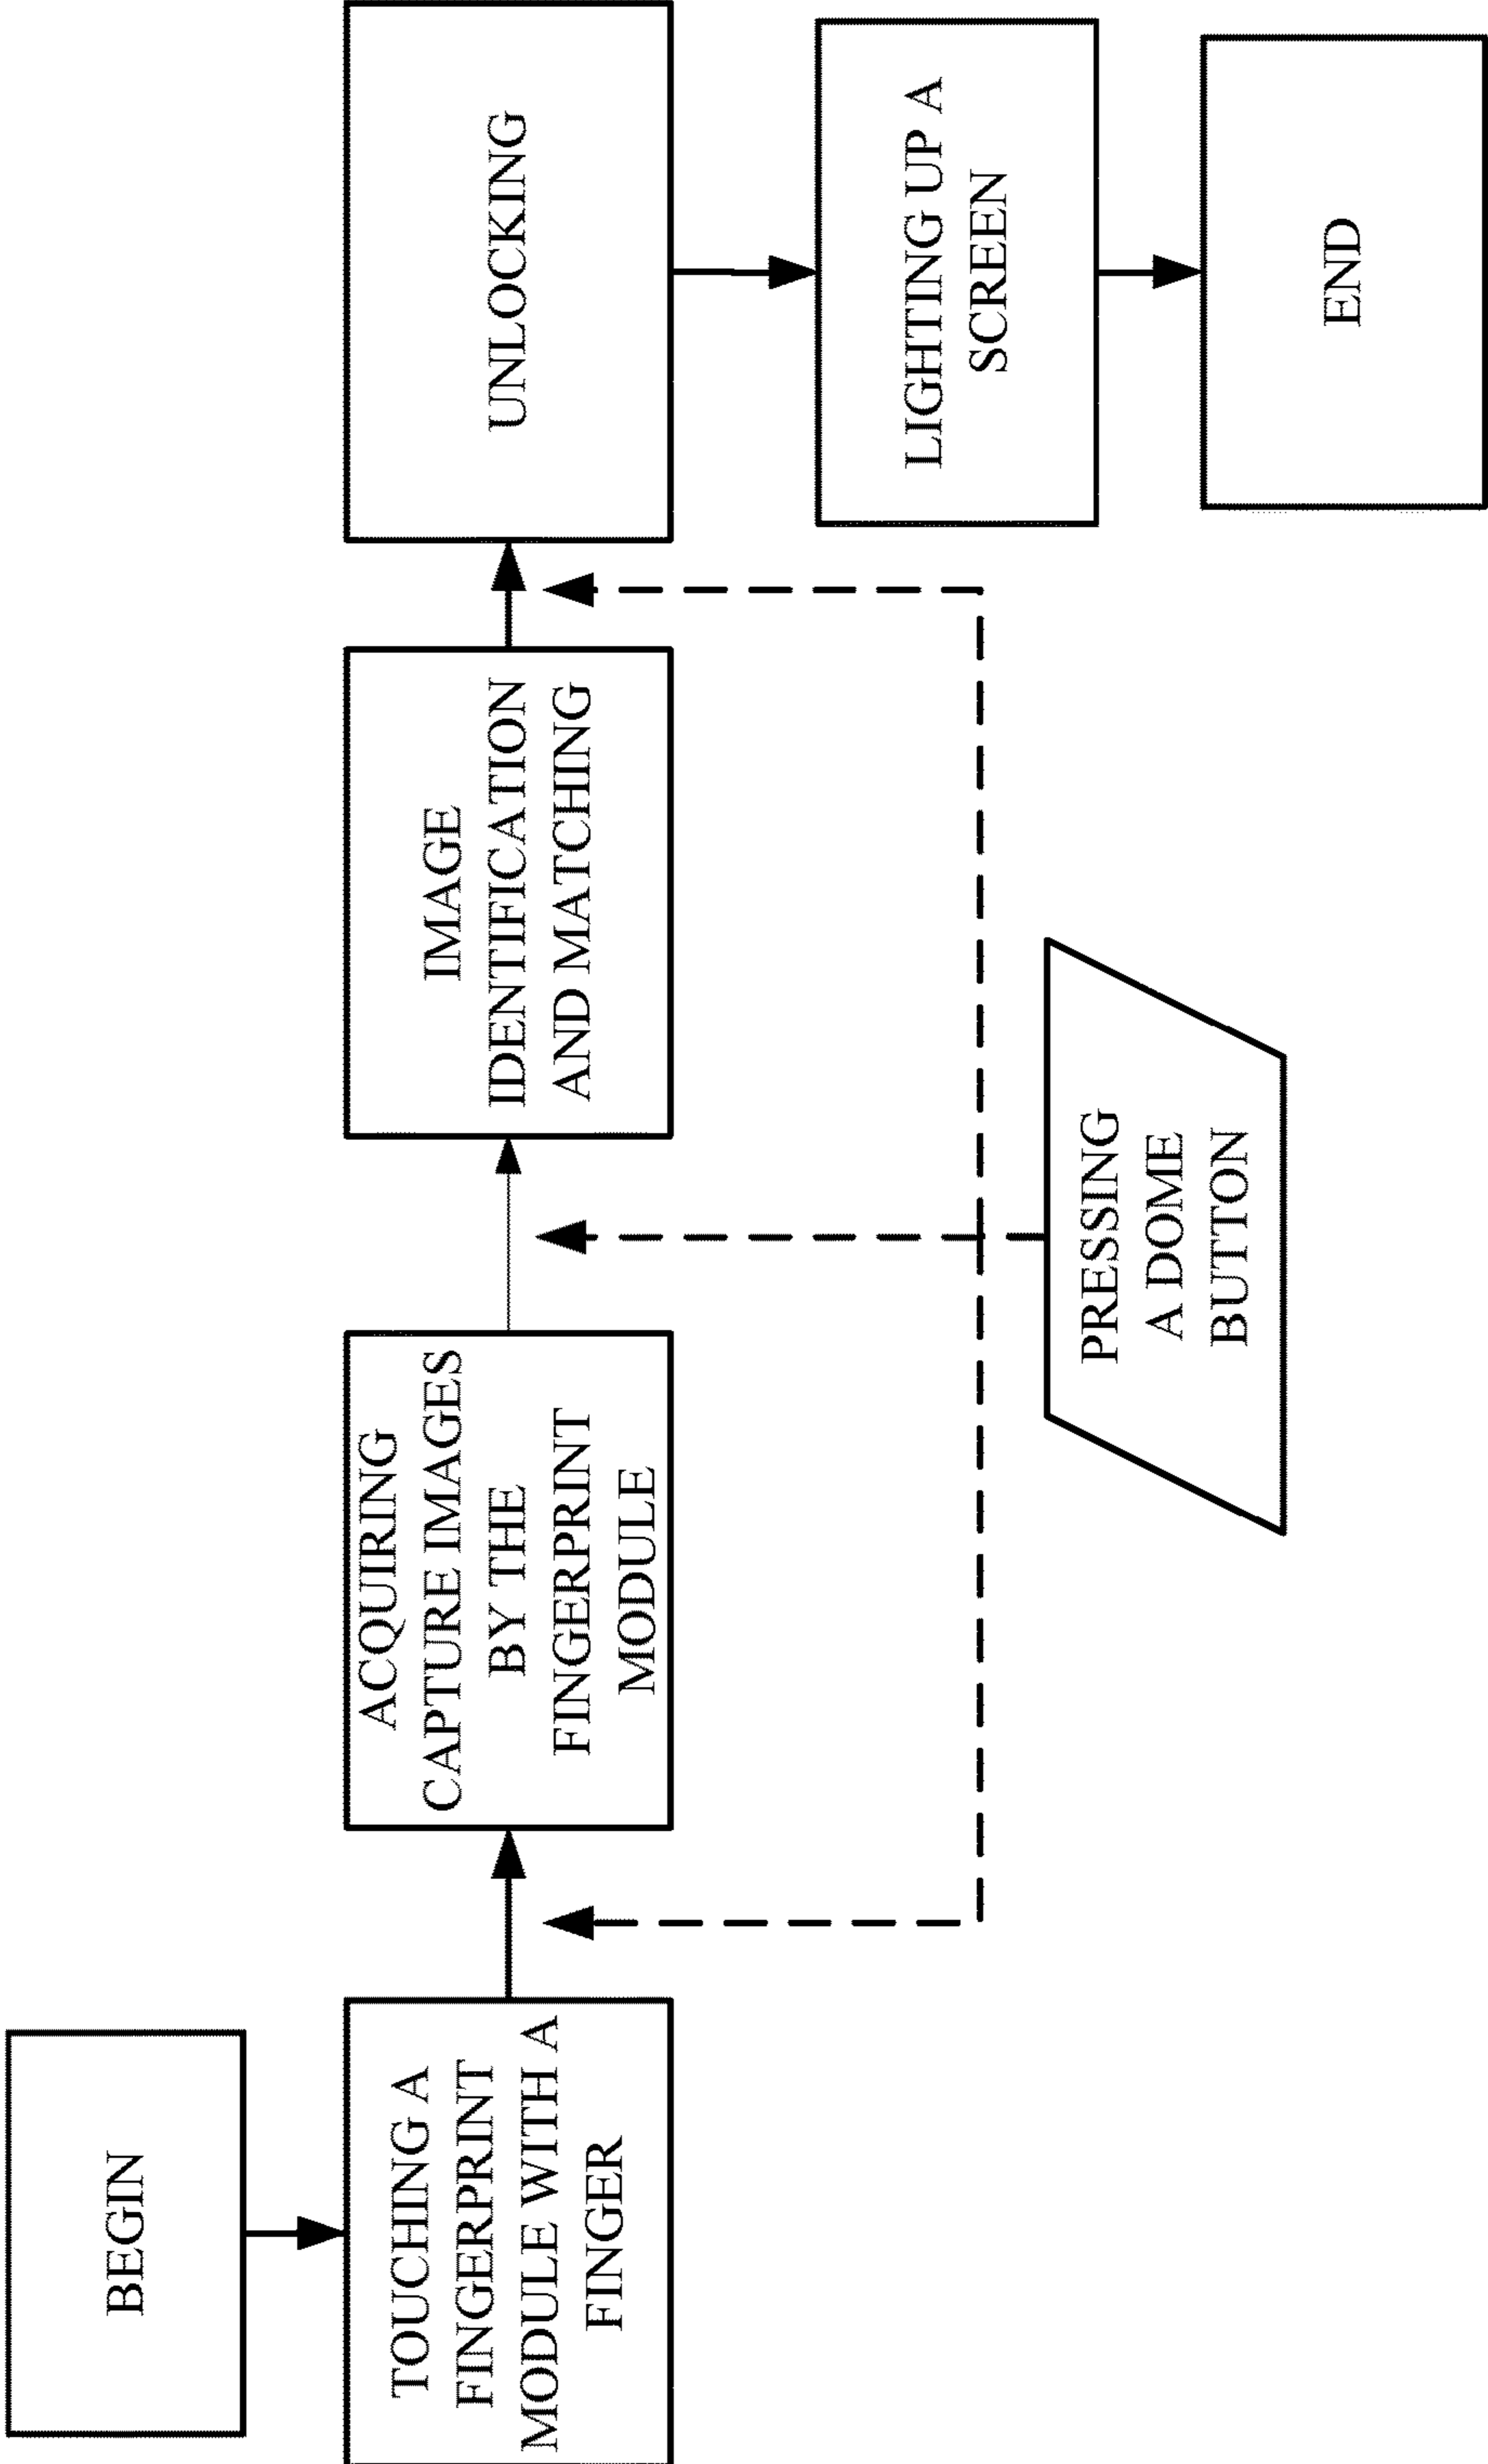 BEGIN
TOUCHING A
FINGERPRINT
MODULE WITH A
FINGER
ACQUIRING
CAPTURE IMAGES
BY THE
FINGERPRINT
MODULE
IMAGE
IDENTIFICATION
AND MATCHING
UNLOCKING
LIGHTING UP A
SCREEN
END
PRESSING
A DOME
BUTTON